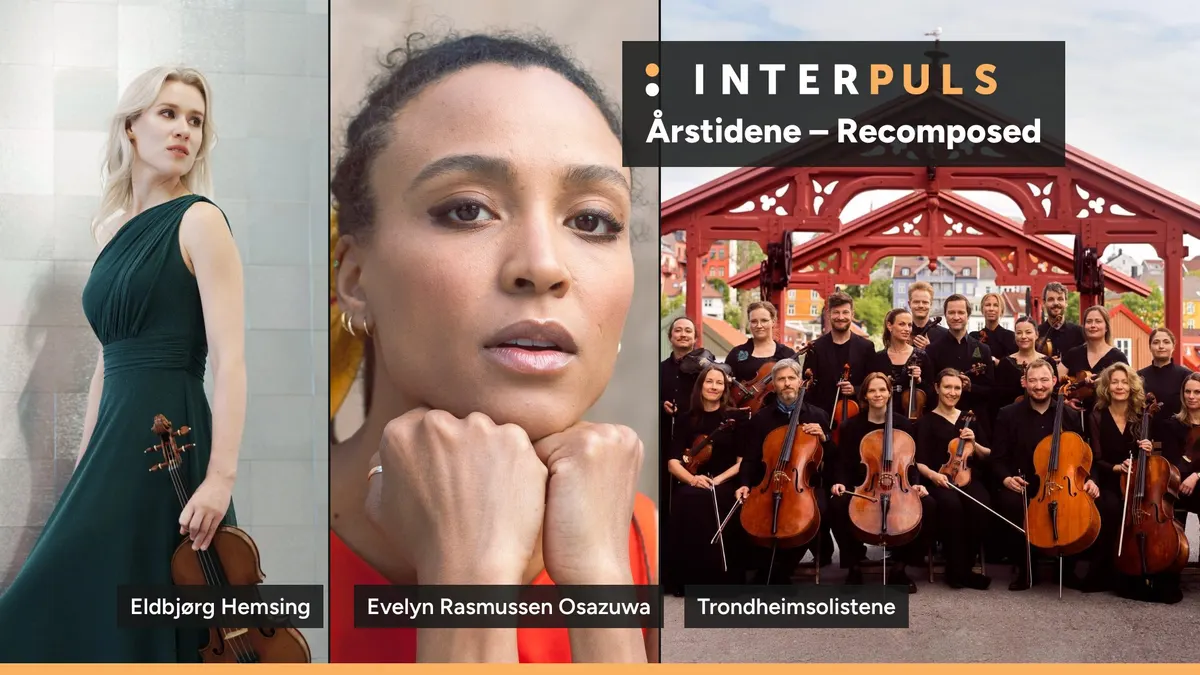 INTERPULS
Årstidene – Recomposed
Eldbjørg Hemsing
Evelyn Rasmussen Osazuwa
Trondheimsolistene